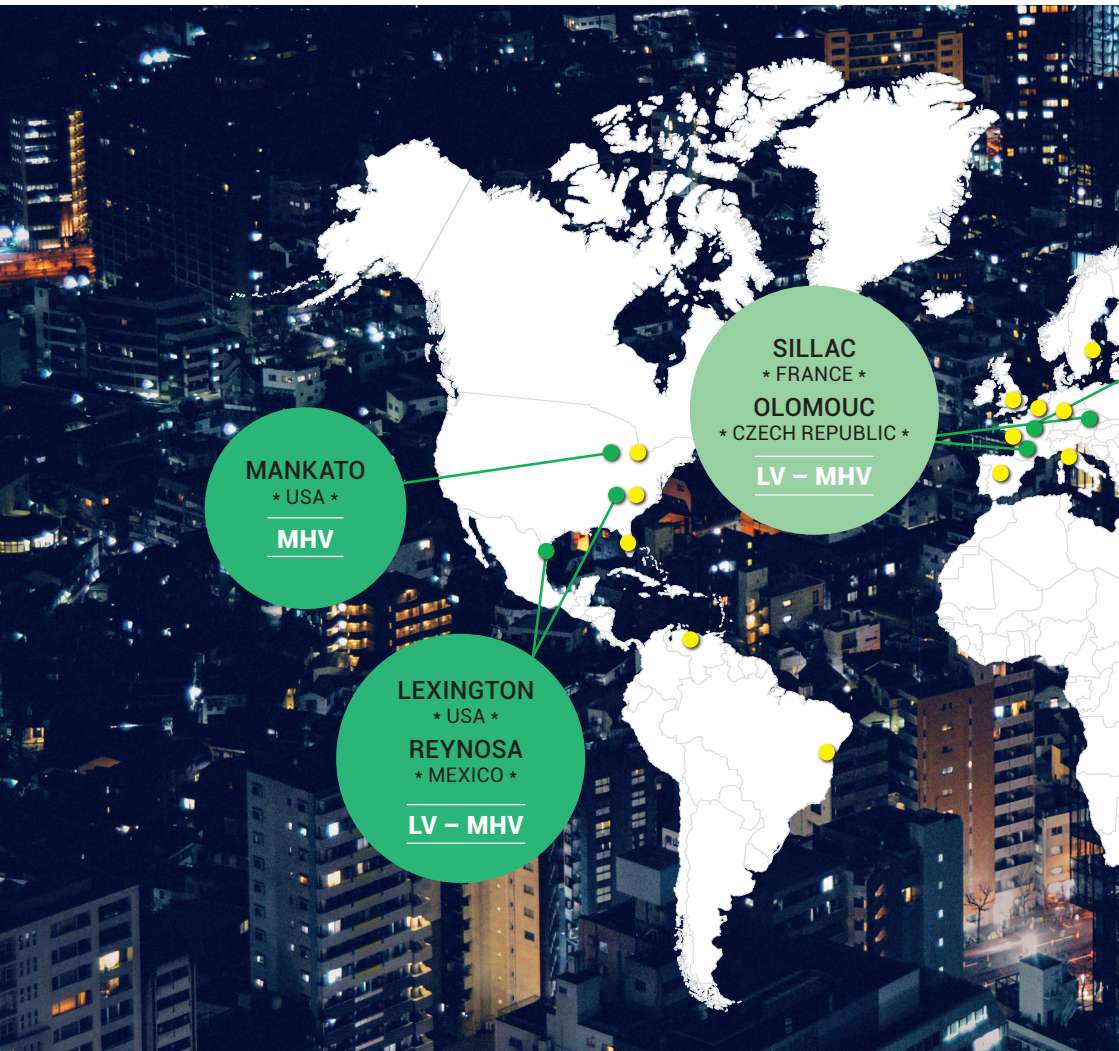 SILLAC
* FRANCE *
OLOMOUC
* CZECH REPUBLIC *
LV – MHV
MANKATO
* USA *
MHV
LEXINGTON
* USA *
REYNOSA
* MEXICO *
LV – MHV